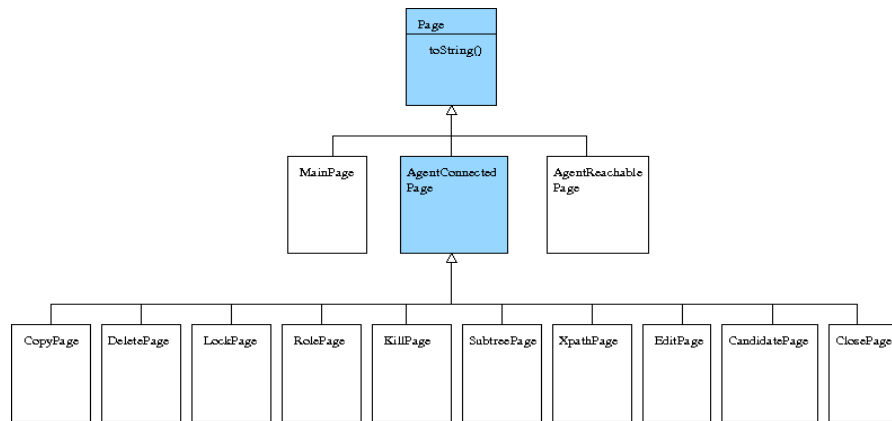 Page
toString()
MainPage
AgentConnected
Page
AgentReachable
Page
CopyPage
DeletePage
LockPage
RolePage
KillPage
SubtreePage
XpathPage
EditPage
CandidatePage
ClosePage